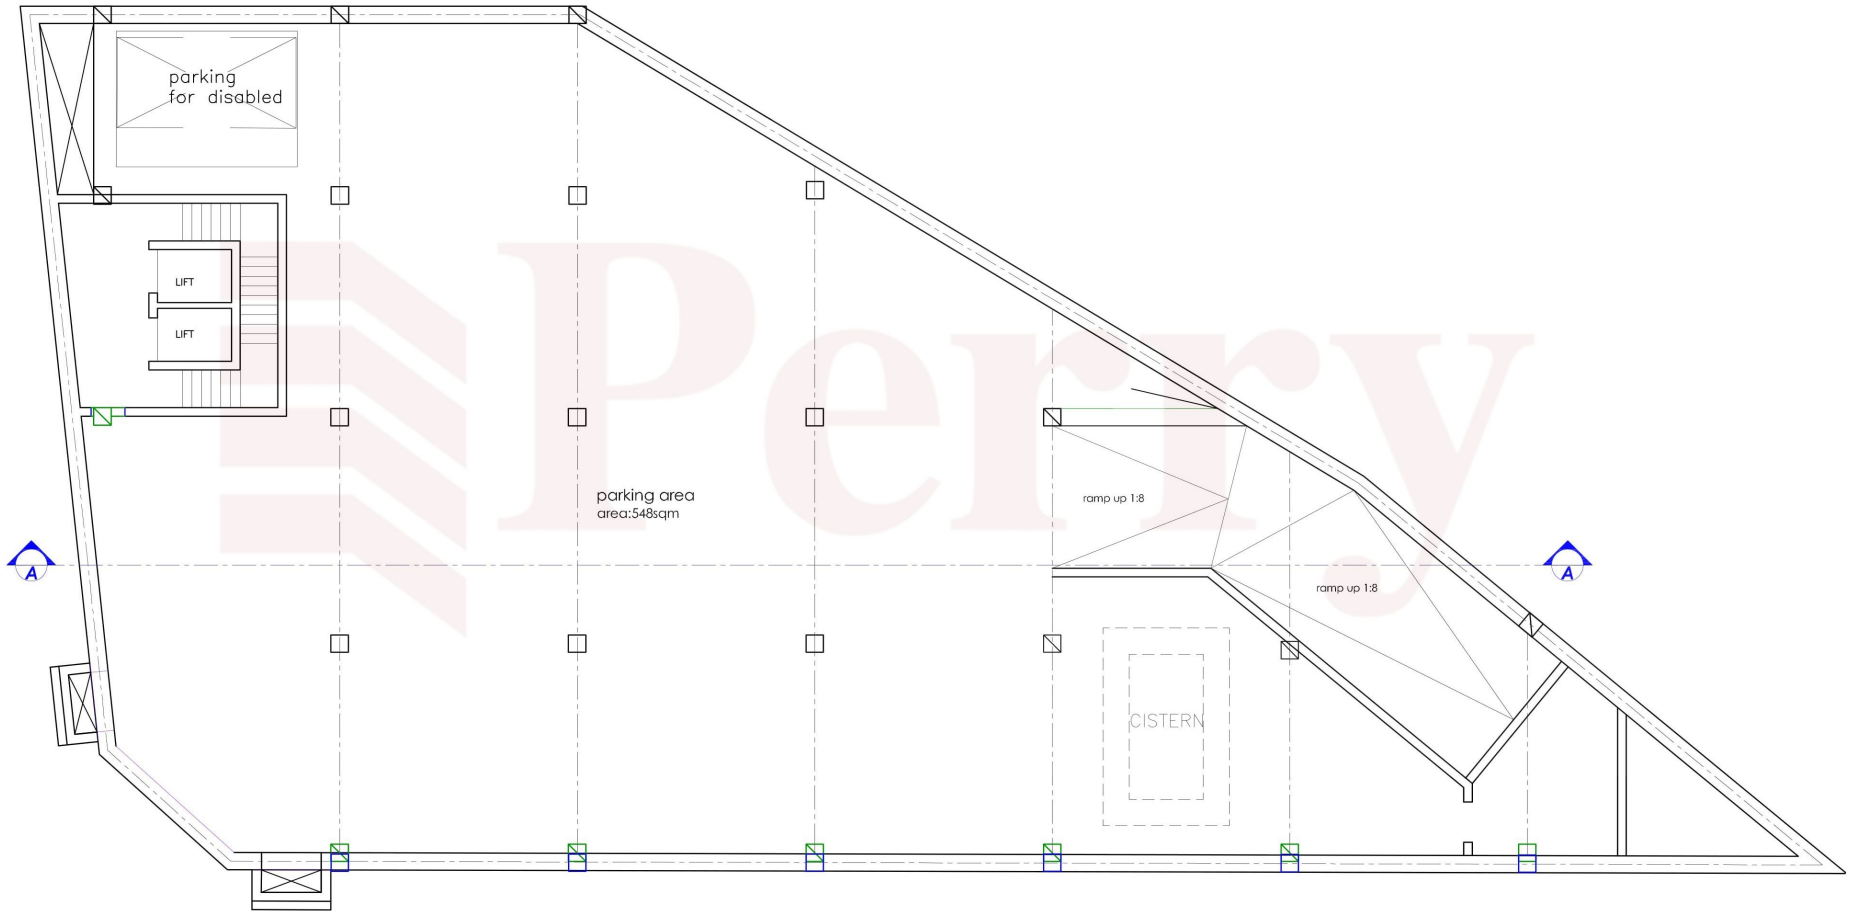 parking
for disabled
LIFT
LIFT
Perry
parking area
area:548sqm
ramp up 1:8
A
A
ramp up 1:8
CISTERN